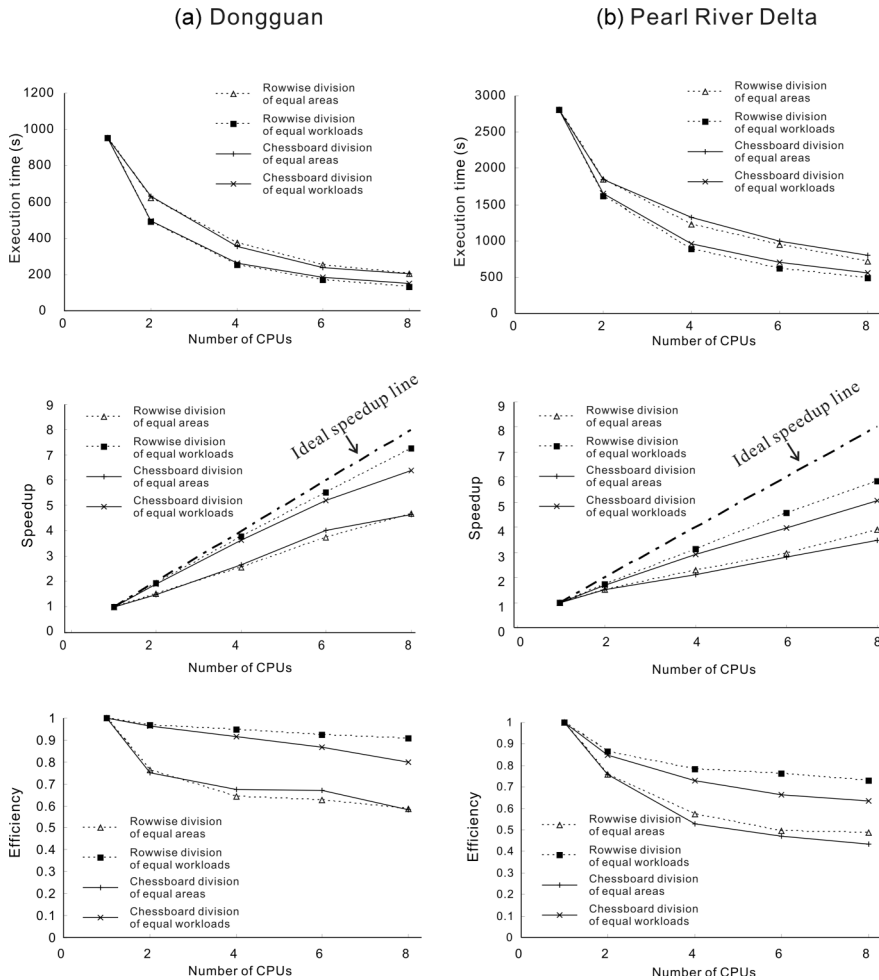 (a) Dongguan
(b) Pearl River Delta
1200
1000
800
600
400
200
0
0
2
4
6
8
Execution time (s)
Number of CPUs
Rowwise division
of equal areas
Rowwise division
of equal workloads
Chessboard division
of equal areas
Chessboard division
of equal workloads
3000
2500
2000
1500
1000
500
0
0
2
4
6
8
Execution time (s)
Number of CPUs
Rowwise division
of equal areas
Rowwise division
of equal workloads
Chessboard division
of equal areas
Chessboard division
of equal workloads
9
8
7
6
5
4
3
2
1
0
0
2
4
6
8
Speedup
Number of CPUs
Rowwise division
of equal areas
Rowwise division
of equal workloads
Chessboard division
of equal areas
Chessboard division
of equal workloads
Ideal speedup line
9
8
7
6
5
4
3
2
1
0
0
2
4
6
8
Speedup
Number of CPUs
Rowwise division
of equal areas
Rowwise division
of equal workloads
Chessboard division
of equal areas
Chessboard division
of equal workloads
Ideal speedup line
1
0.9
0.8
0.7
0.6
0.5
0.4
0.3
0.2
0.1
0
0
2
4
6
8
Efficiency
Number of CPUs
Rowwise division
of equal areas
Rowwise division
of equal workloads
Chessboard division
of equal areas
Chessboard division
of equal workloads
1
0.9
0.8
0.7
0.6
0.5
0.4
0.3
0.2
0.1
0
0
2
4
6
8
Efficiency
Number of CPUs
Rowwise division
of equal areas
Rowwise division
of equal workloads
Chessboard division
of equal areas
Chessboard division
of equal workloads